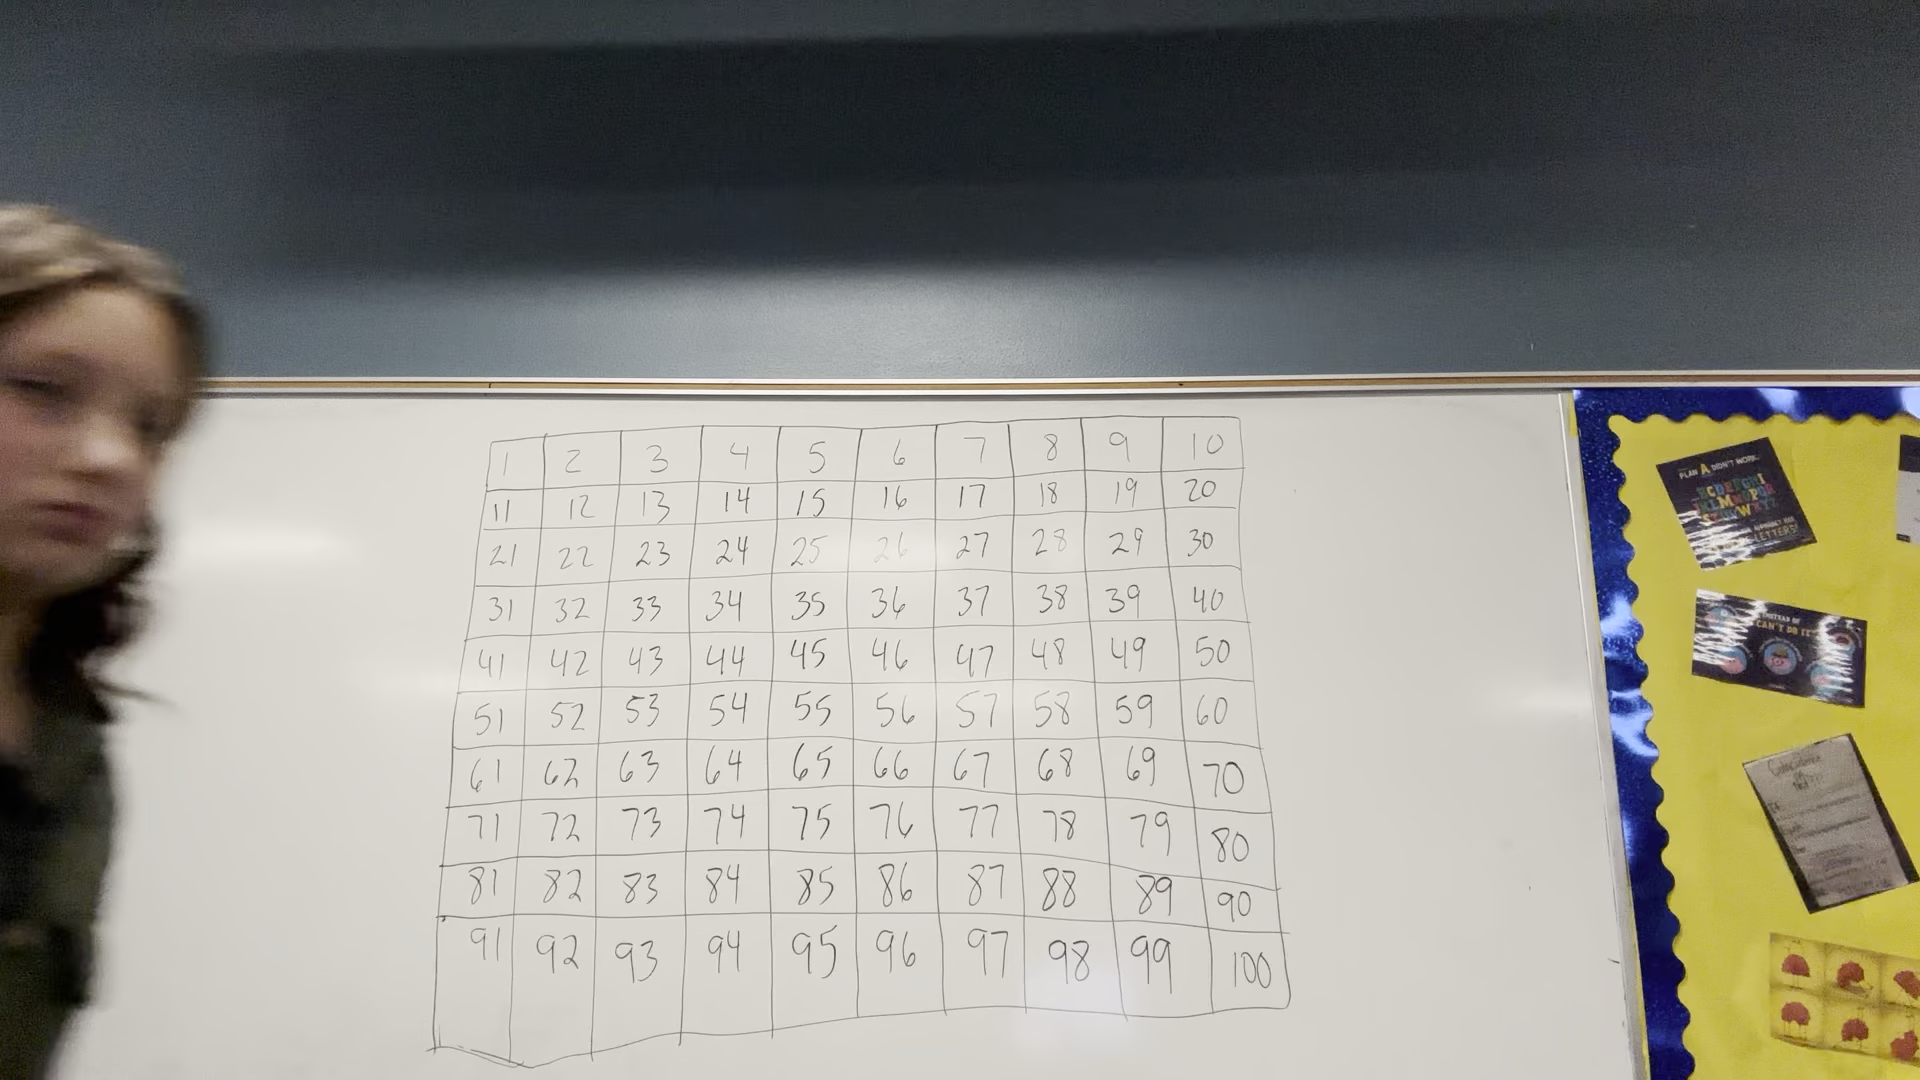 1 2 3 4 5 6 7 8 9 10
11 12 13 14 15 16 17 18 19 20
21 22 23 24 25 26 27 28 29 30
31 32 33 34 35 36 37 38 39 40
41 42 43 44 45 46 47 48 49 50
51 52 53 54 55 56 57 58 59 60
61 62 63 64 65 66 67 68 69 70
71 72 73 74 75 76 77 78 79 80
81 82 83 84 85 86 87 88 89 90
91 92 93 94 95 96 97 98 99 100
PLAN A DIDN'T WORK.
ALPHABET HAS
LETTERS!
INSTEAD OF
CAN'T DO IT"